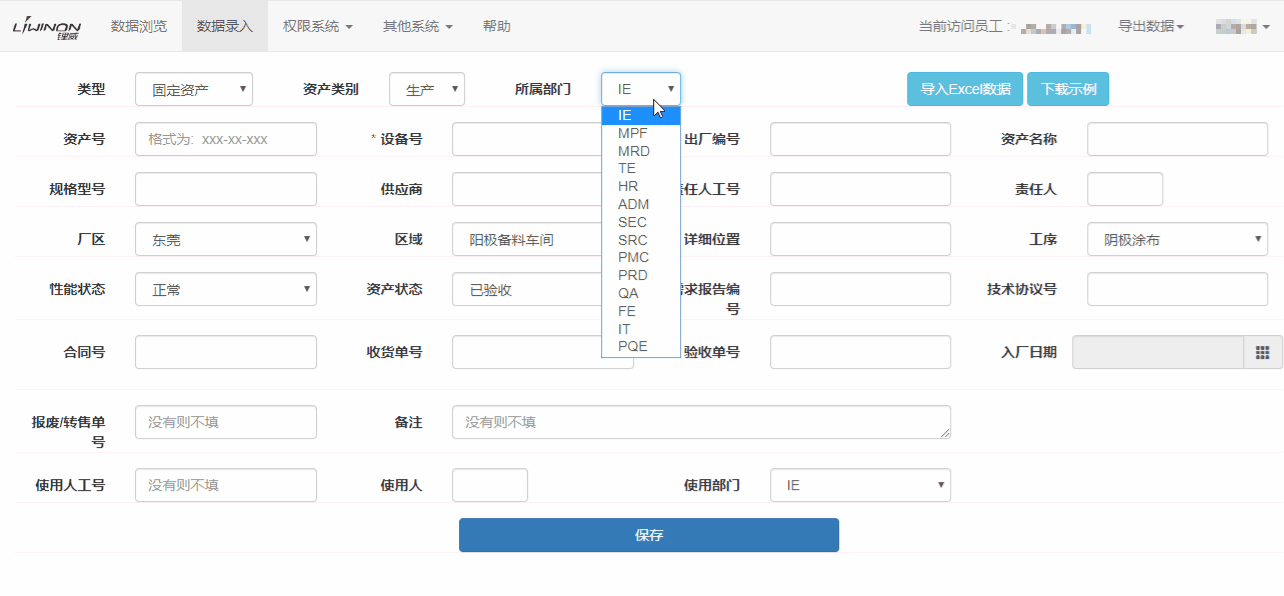 LIWINON 锂威 数据浏览 数据录入 权限系统 其他系统 帮助 当前访问员工: 导出数据
类型 固定资产 资产类别 生产 所属部门 IE 导入Excel数据 下载示例
IE
MPF
MRD
TE
HR
ADM
SEC
SRC
PMC
PRD
QA
FE
IT
PQE
资产号 格式为: xxx-xx-xxx * 设备号 出厂编号 资产名称
规格型号 供应商 责任人工号 责任人
厂区 东莞 区域 阳极备料车间 详细位置 工序 阴极涂布
性能状态 正常 资产状态 已验收 需求报告编号 技术协议号
合同号 收货单号 验收单号 入厂日期
报废/转售单号 没有则不填 备注 没有则不填
使用人工号 没有则不填 使用人 使用部门 IE
保存